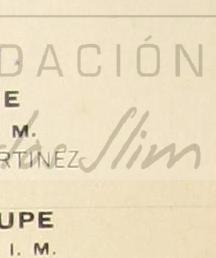 DACIÓN
E
M.
RTINEZ
Slim
UPE
I. M.